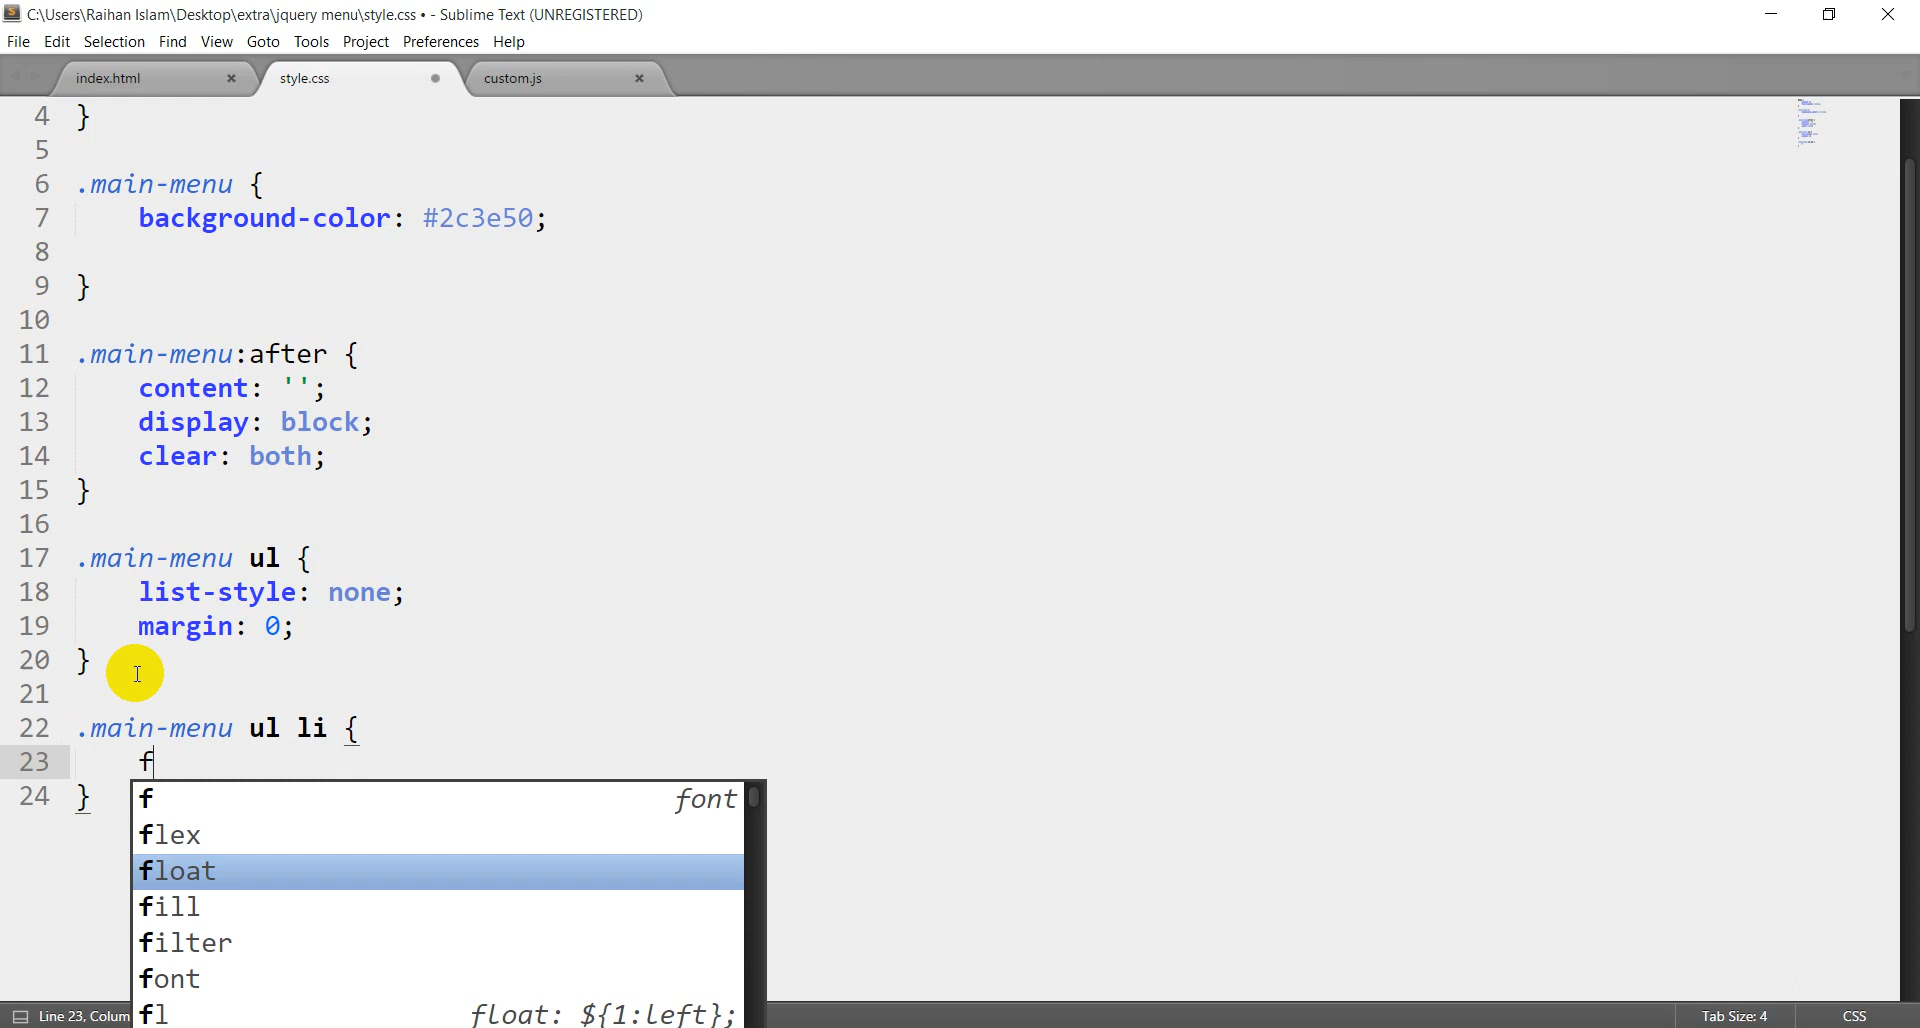 C:\Users\Raihan Islam\Desktop\extra\jquery menu\style.css • - Sublime Text (UNREGISTERED)
File Edit Selection Find View Goto Tools Project Preferences Help
index.html × style.css custom.js ×
4 }
5
6 .main-menu {
7 background-color: #2c3e50;
8
9 }
10
11 .main-menu:after {
12 content: '';
13 display: block;
14 clear: both;
15 }
16
17 .main-menu ul {
18 list-style: none;
19 margin: 0;
20 }
21
22 .main-menu ul li {
23 f
24 }
f font
flex
float
fill
filter
font
fl float: ${1:left};
Line 23, Colum Tab Size: 4 CSS